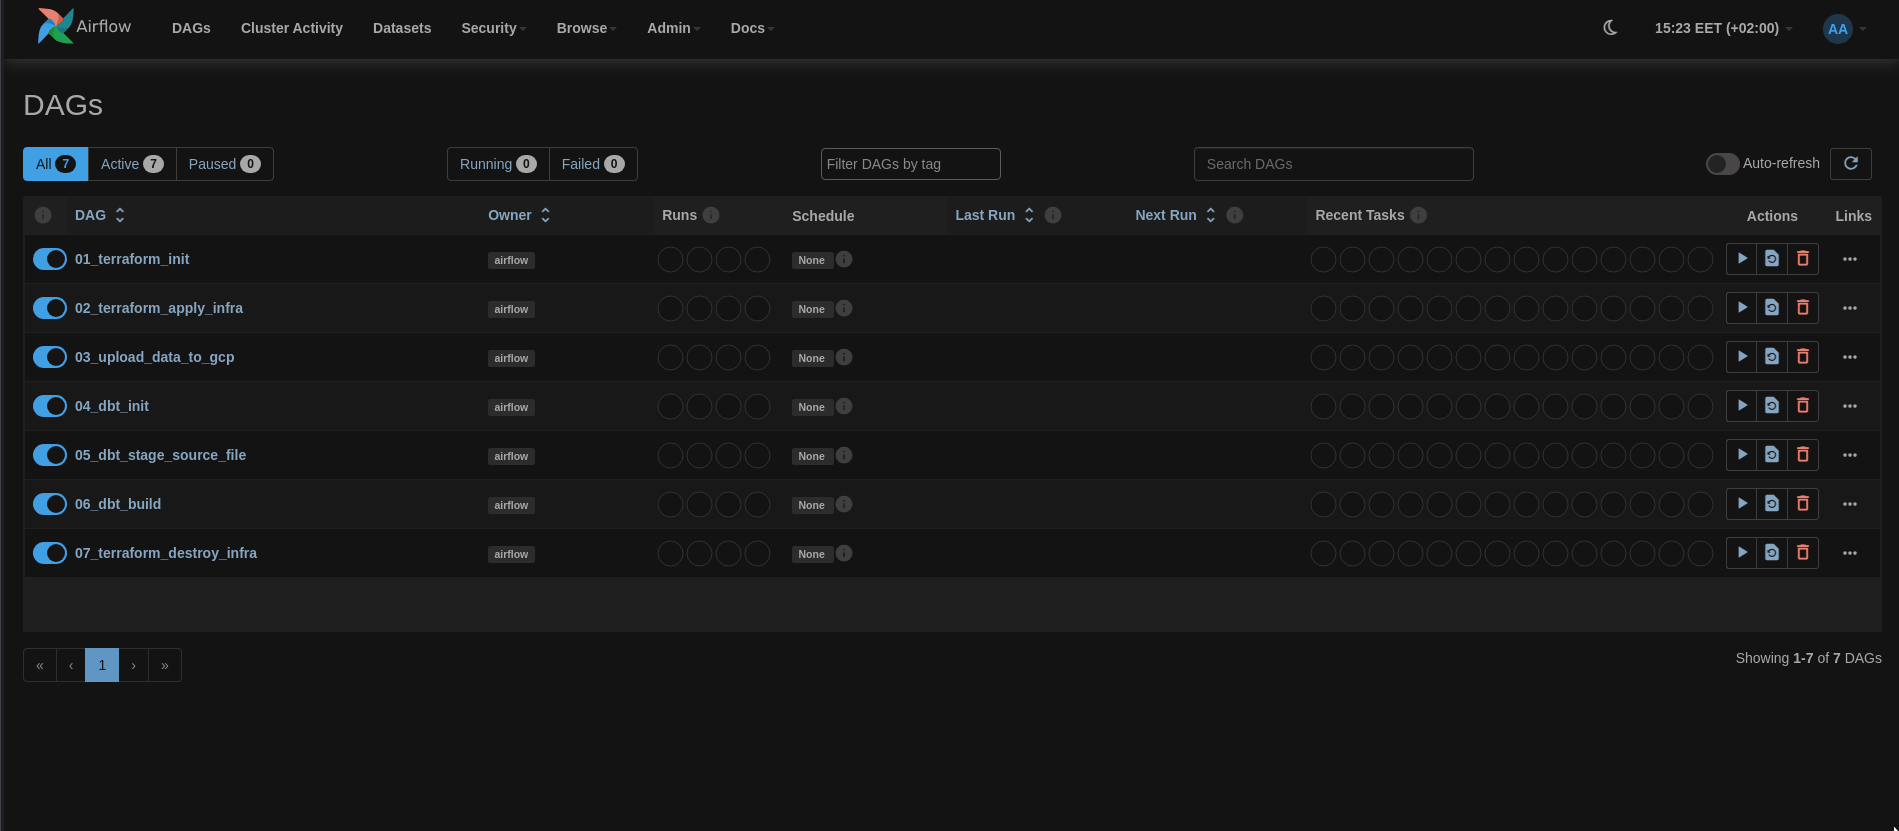 Airflow DAGs Cluster Activity Datasets Security Browse Admin Docs 15:23 EET (+02:00) AA
DAGs
All 7 Active 7 Paused 0 Running 0 Failed 0 Filter DAGs by tag Search DAGs Auto-refresh
DAG Owner Runs Schedule Last Run Next Run Recent Tasks Actions Links
01_terraform_init airflow None
02_terraform_apply_infra airflow None
03_upload_data_to_gcp airflow None
04_dbt_init airflow None
05_dbt_stage_source_file airflow None
06_dbt_build airflow None
07_terraform_destroy_infra airflow None
« ‹ 1 › » Showing 1-7 of 7 DAGs